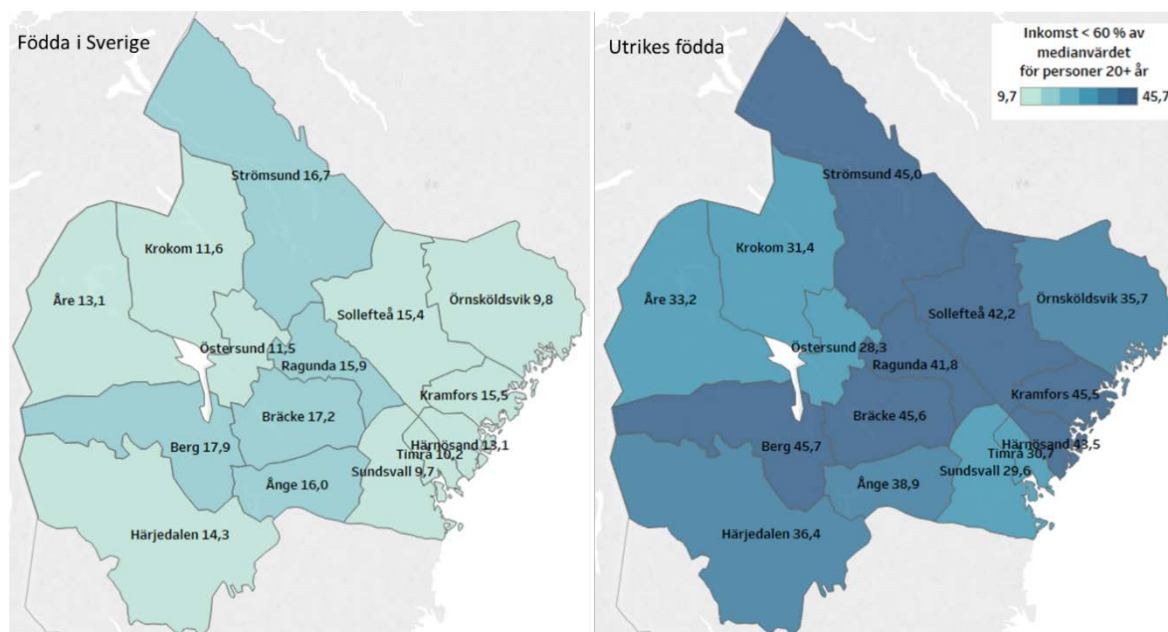 Födda i Sverige
Strömsund 16,7
Krokom 11,6
Åre 13,1
Örnsköldsvik 9,8
Sollefteå 15,4
Östersund 11,5
Ragunda 15,9
Kramfors 15,5
Bräcke 17,2
Härnösand 13,1
Berg 17,9
Timrå 10,2
Sundsvall 9,7
Ånge 16,0
Härjedalen 14,3
Utrikes födda
Inkomst < 60 % av
medianvärdet
för personer 20+ år
9,7 45,7
Strömsund 45,0
Krokom 31,4
Åre 33,2
Örnsköldsvik 35,7
Sollefteå 42,2
Östersund 28,3
Ragunda 41,8
Kramfors 45,5
Bräcke 45,6
Härnösand 43,5
Berg 45,7
Timrå 30,7
Sundsvall 29,6
Ånge 38,9
Härjedalen 36,4